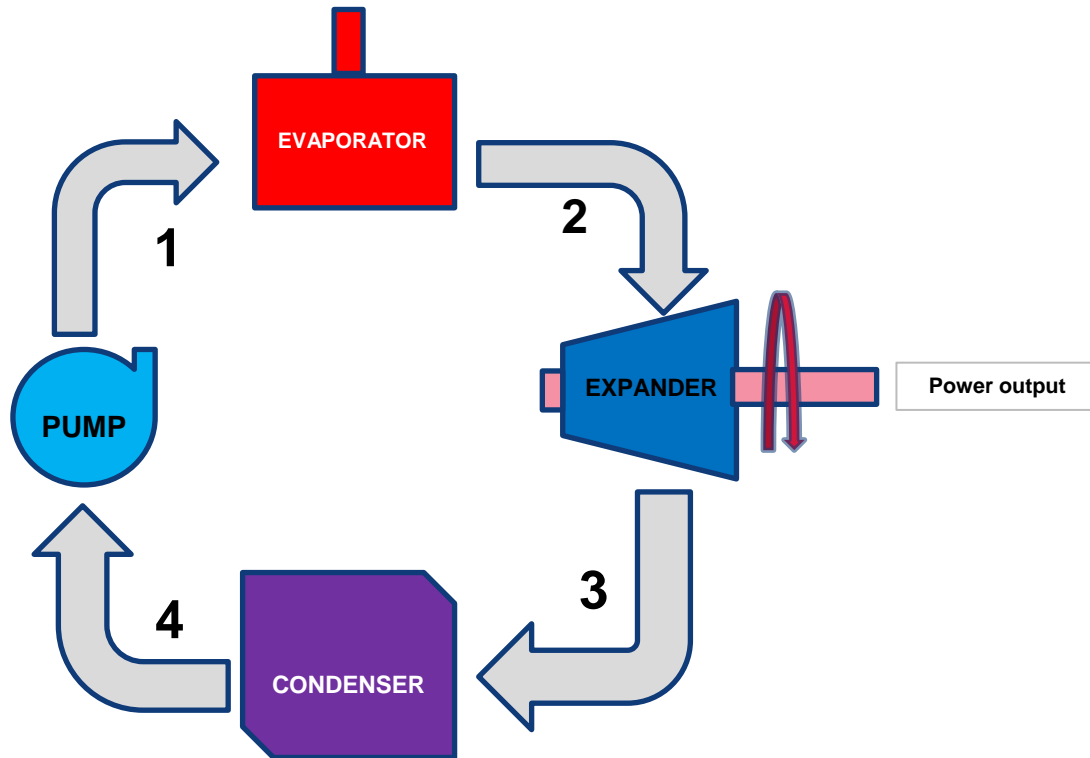 EVAPORATOR
1
2
EXPANDER
Power output
PUMP
3
4
CONDENSER